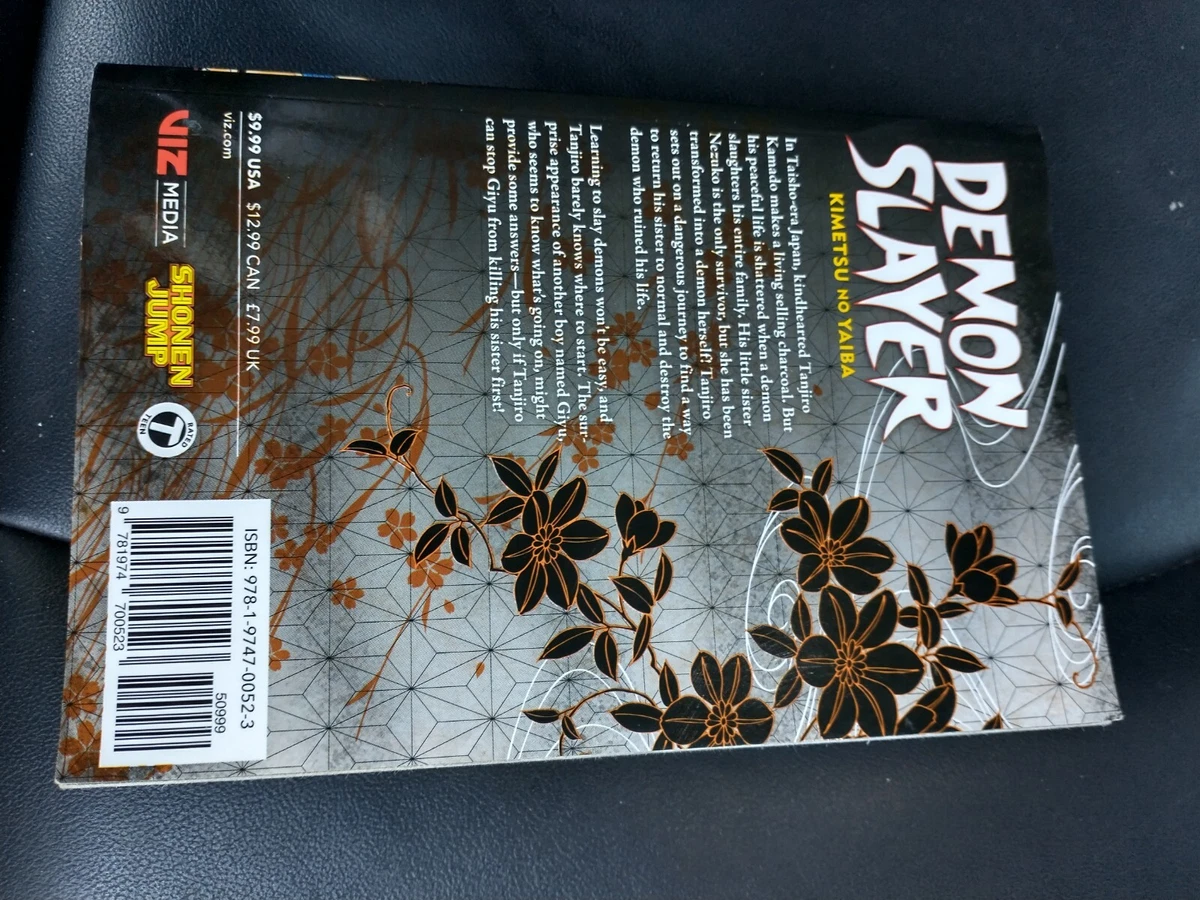 DEMON
SLAYER
KIMETSU NO YAIBA
In Taisho-era Japan, kindhearted Tanjiro
Kamado makes a living selling charcoal. But
his peaceful life is shattered when a demon
slaughters his entire family. His little sister
Nezuko is the only survivor, but she has been
transformed into a demon herself! Tanjiro
sets out on a dangerous journey to find a way
to return his sister to normal and destroy the
demon who ruined his life.
Learning to slay demons won't be easy, and
Tanjiro barely knows where to start. The sur-
prise appearance of another boy named Giyu,
who seems to know what's going on, might
provide some answers—but only if Tanjiro
can stop Giyu from killing his sister first!
$9.99 USA $12.99 CAN £7.99 UK
viz.com
VIZ MEDIA
SHONEN
JUMP
RATED
T
TEEN
ISBN: 978-1-9747-0052-3
50999
9 781974 700523